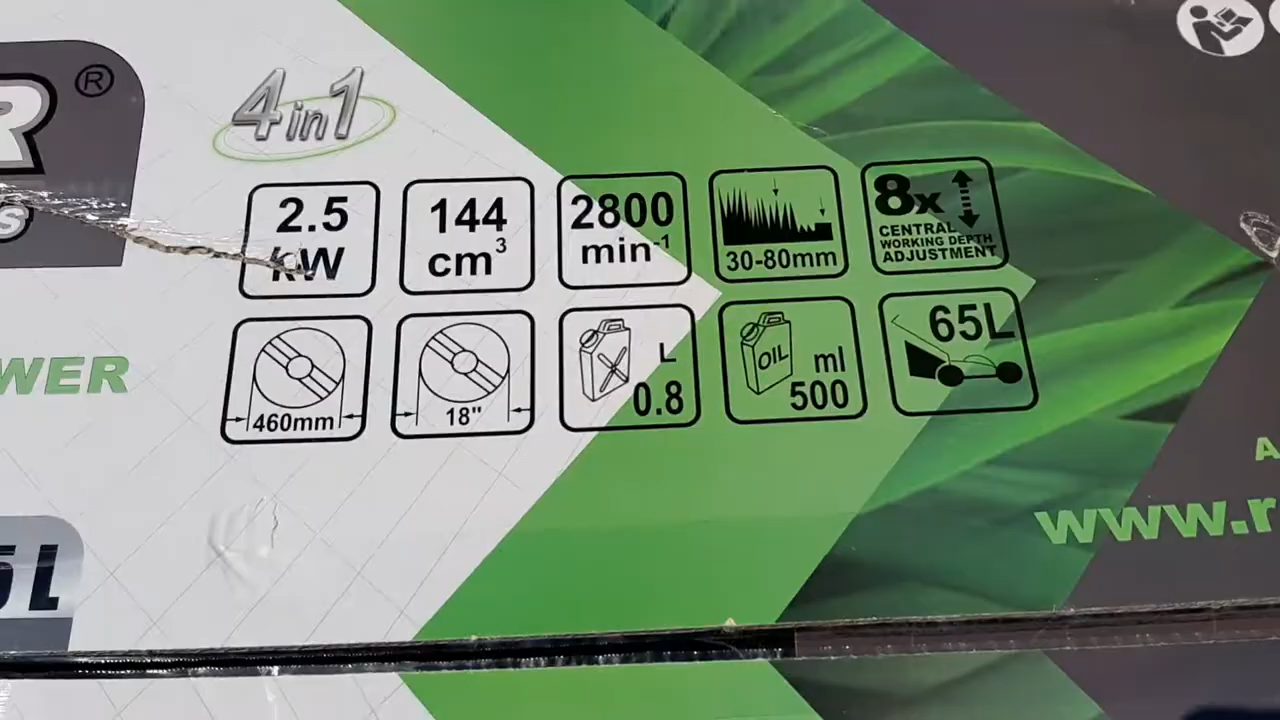 R®
s
4in1
2.5
kW
144
cm³
2800
min⁻¹
30-80mm
8x
CENTRAL
WORKING DEPTH
ADJUSTMENT
460mm
18"
L
0.8
OIL
ml
500
65L
WER
5L
A
www.r